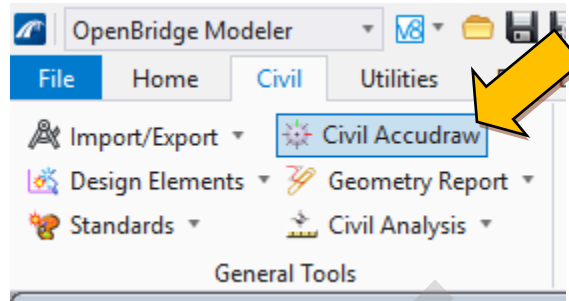 OpenBridge Modeler V8
File Home Civil Utilities
Import/Export Civil Accudraw
Design Elements Geometry Report
Standards Civil Analysis
General Tools